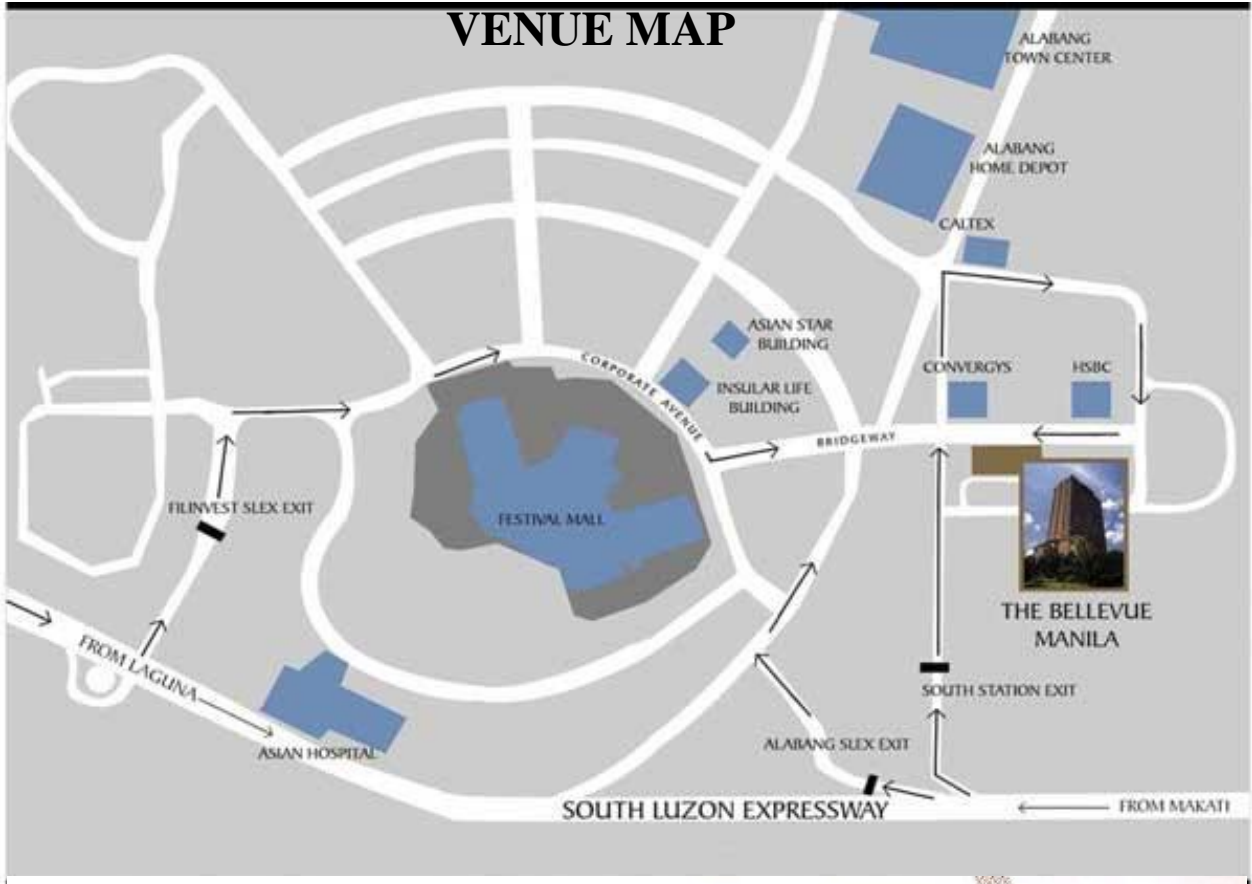 VENUE MAP
ALABANG
TOWN CENTER
ALABANG
HOME DEPOT
CALTEX
ASIAN STAR
BUILDING
CORPORATE AVENUE
CONVERGYS
HSBC
INSULAR LIFE
BUILDING
BRIDGEWAY
FILINVEST SLEX EXIT
FESTIVAL MALL
THE BELLEVUE
MANILA
FROM LAGUNA
SOUTH STATION EXIT
ASIAN HOSPITAL
ALABANG SLEX EXIT
SOUTH LUZON EXPRESSWAY
FROM MAKATI